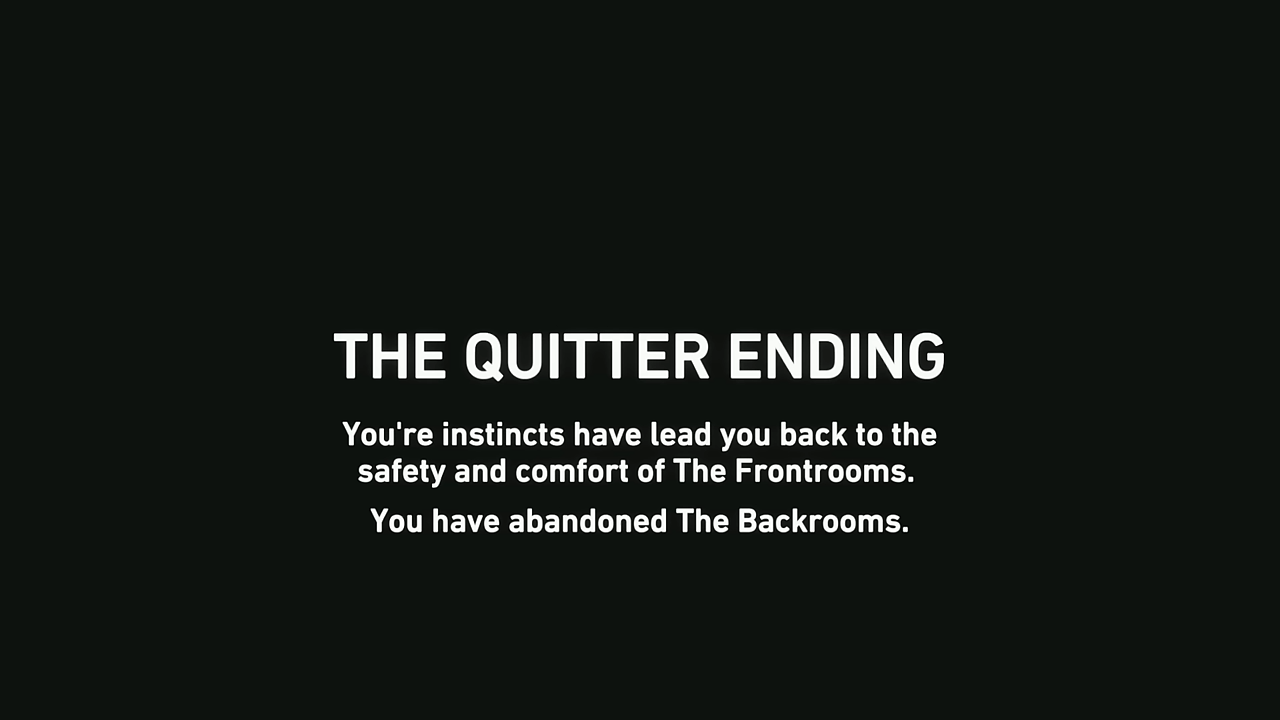 THE QUITTER ENDING
You're instincts have lead you back to the
safety and comfort of The Frontrooms.
You have abandoned The Backrooms.